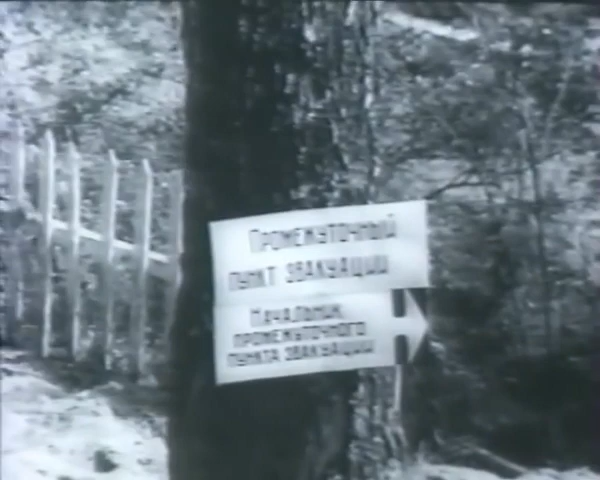 Промежуточный
пункт эвакуации
Начальник
промежуточного
пункта эвакуации